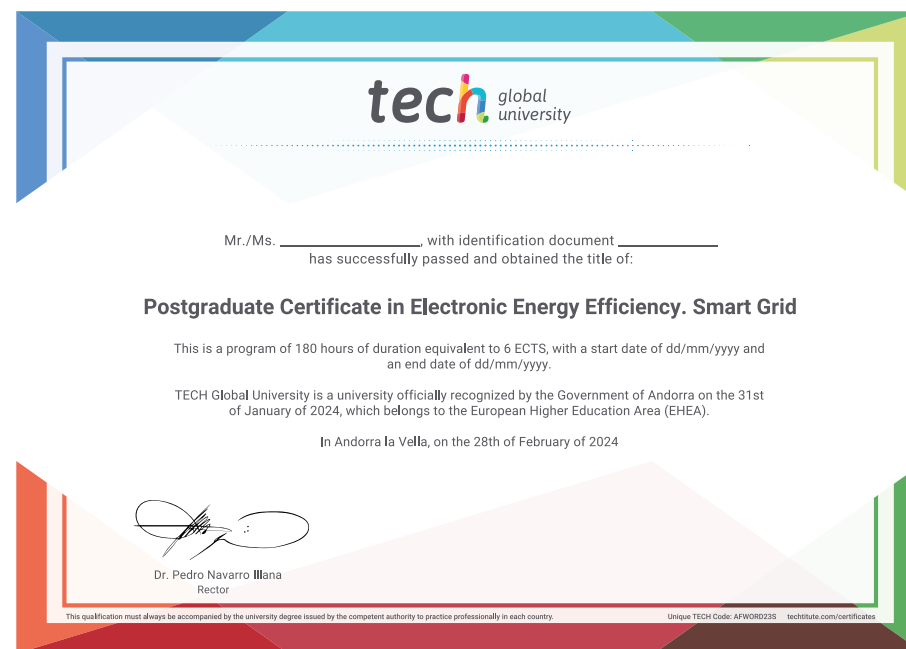 tech global university
Mr./Ms. ____________________, with identification document ______________
has successfully passed and obtained the title of:
Postgraduate Certificate in Electronic Energy Efficiency. Smart Grid
This is a program of 180 hours of duration equivalent to 6 ECTS, with a start date of dd/mm/yyyy and
an end date of dd/mm/yyyy.
TECH Global University is a university officially recognized by the Government of Andorra on the 31st
of January of 2024, which belongs to the European Higher Education Area (EHEA).
In Andorra la Vella, on the 28th of February of 2024
Dr. Pedro Navarro Illana
Rector
This qualification must always be accompanied by the university degree issued by the competent authority to practice professionally in each country.
Unique TECH Code: AFWORD23S techtitute.com/certificates